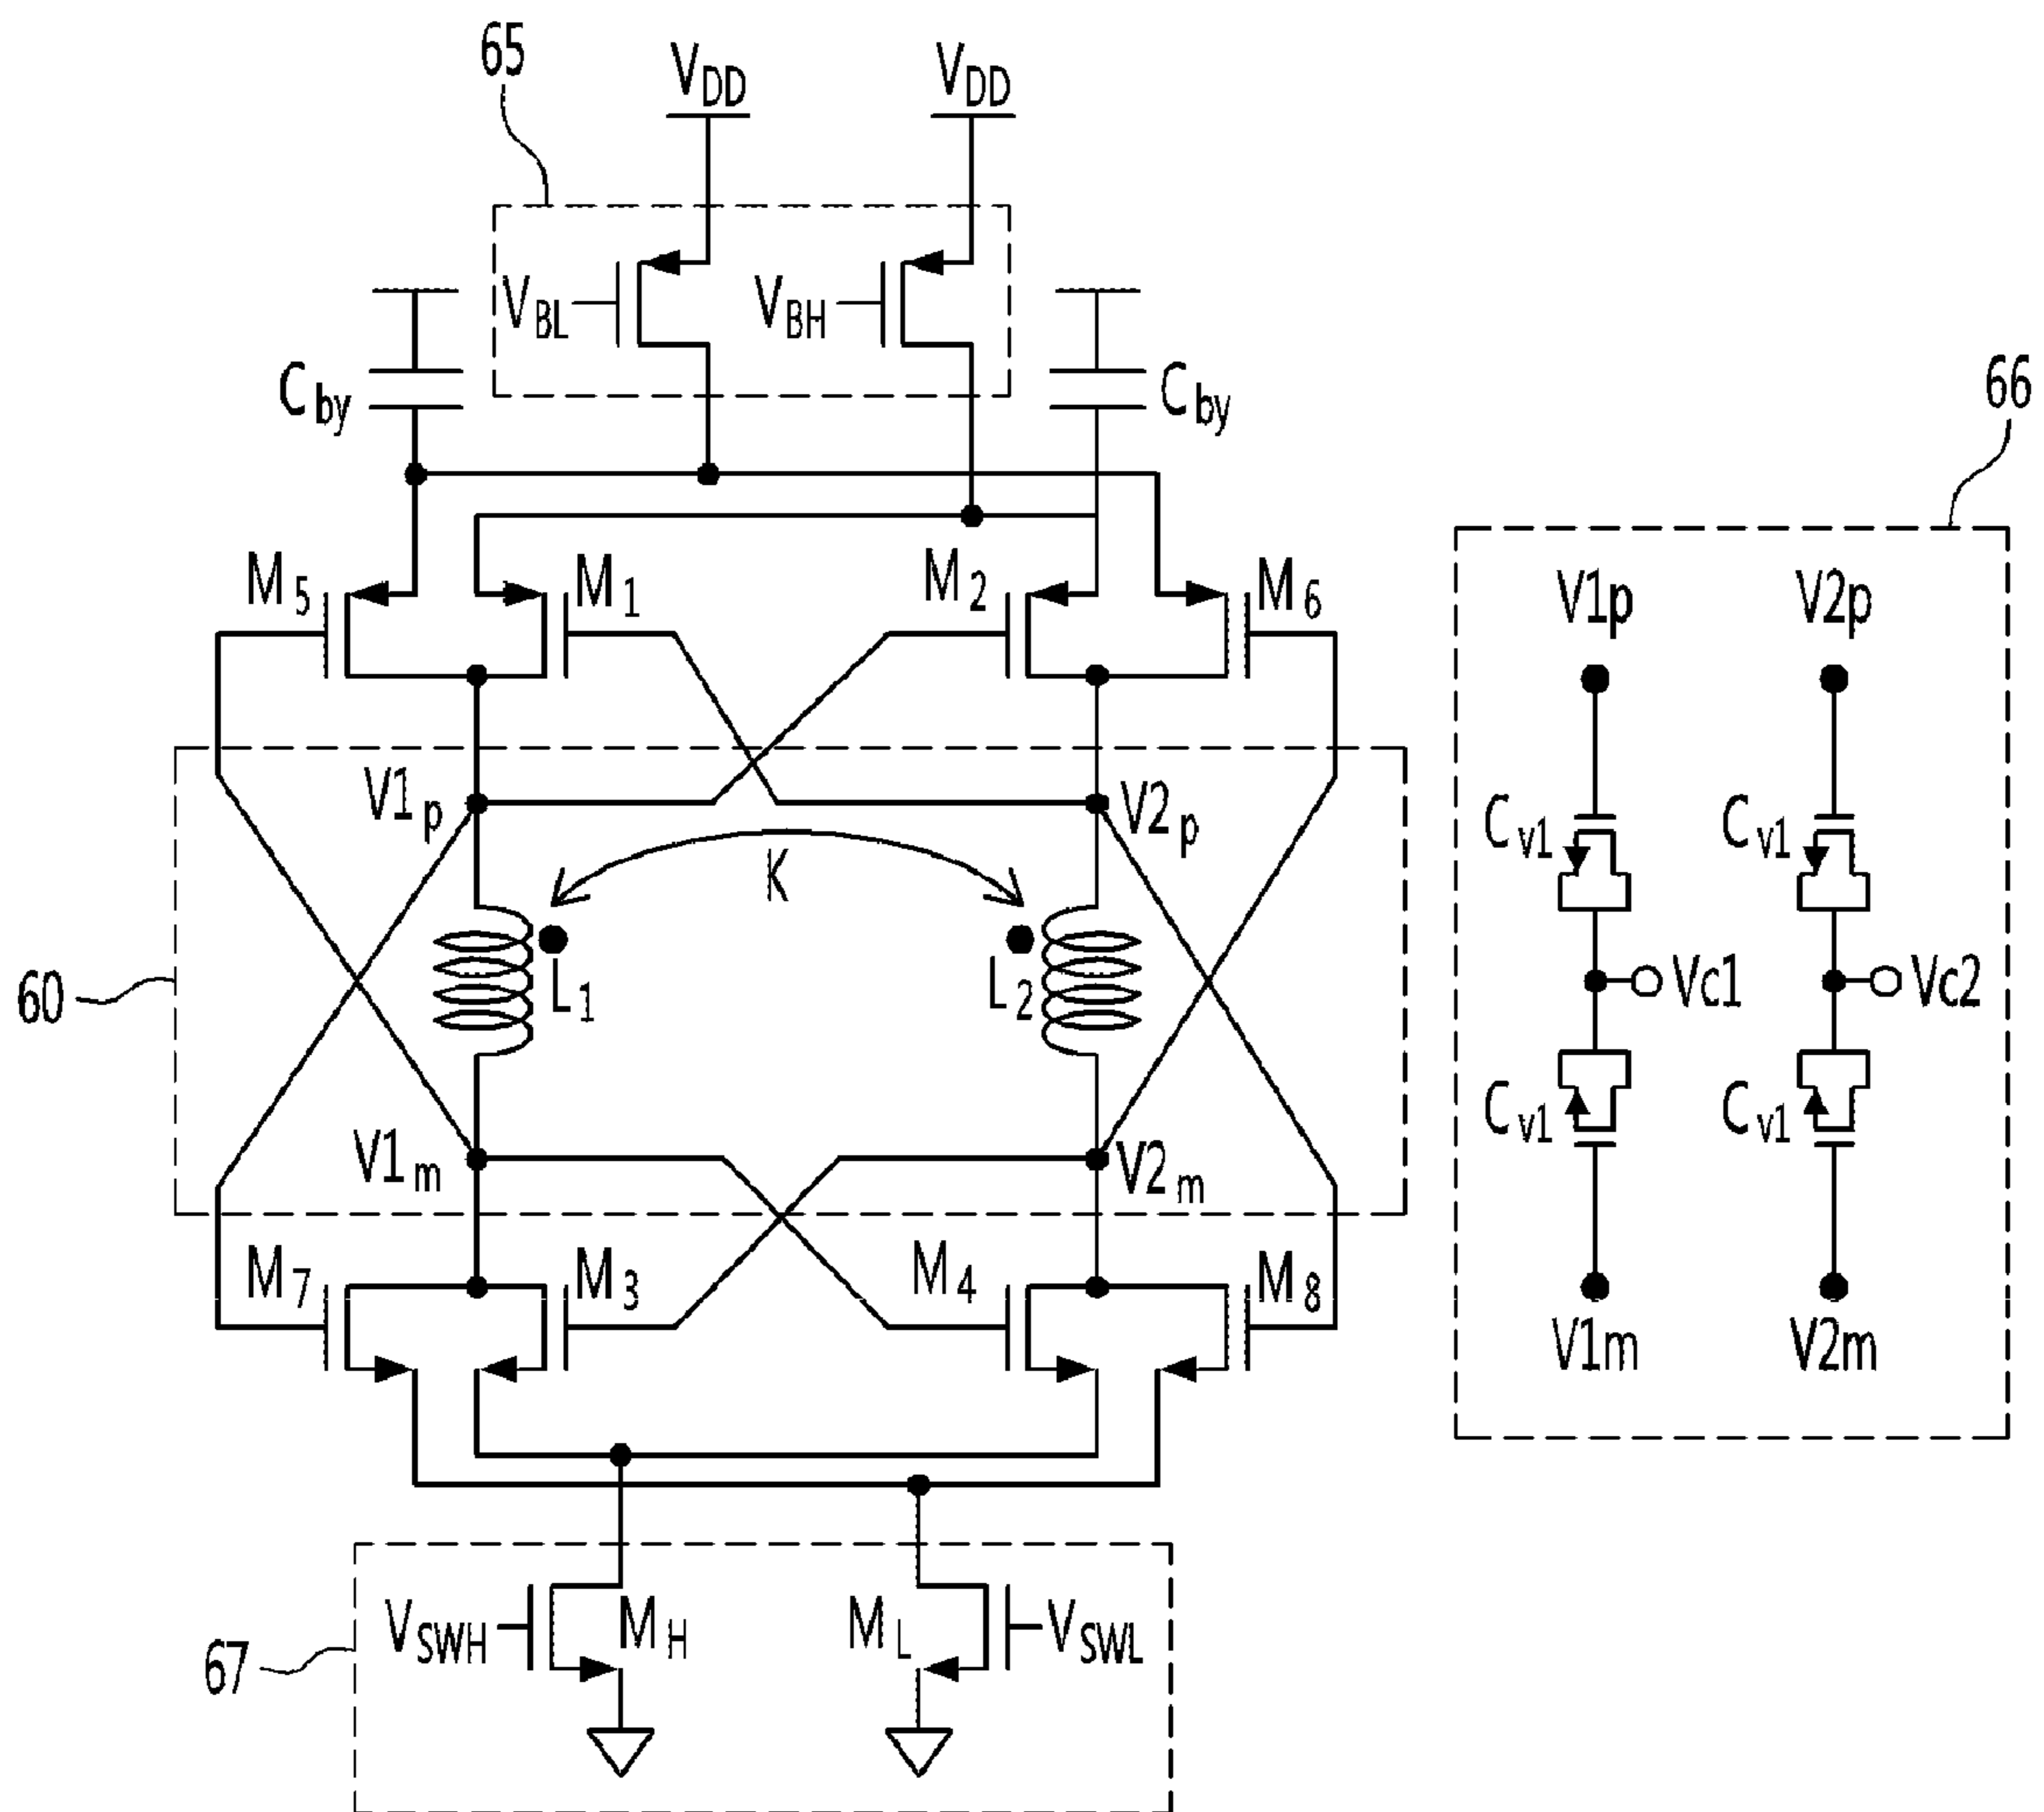 65
VDD
VDD
VBL
VBH
Cby
Cby
66
M5
M1
M2
M6
V1p
V2p
V1p
V2p
K
Cv1
Cv1
L1
L2
60
Vc1
Vc2
Cv1
Cv1
V1m
V2m
M7
M3
M4
M8
V1m
V2m
VSWH
MH
ML
VSWL
67